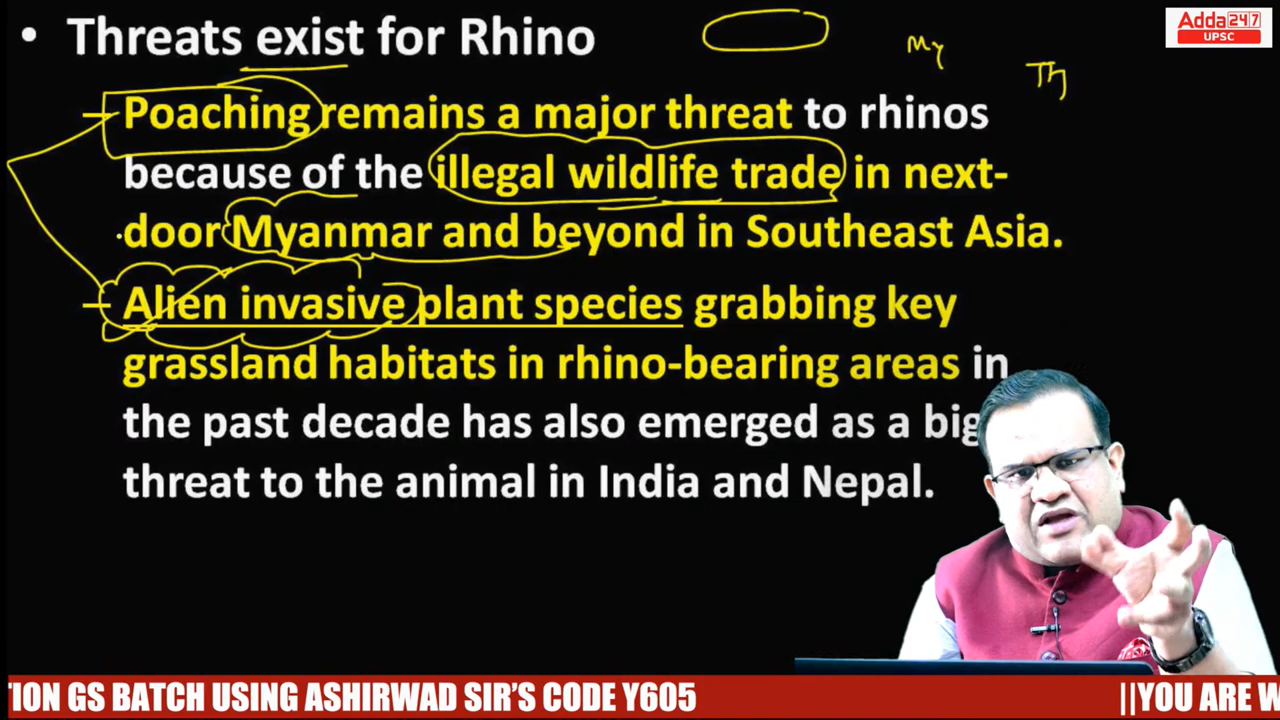 • Threats exist for Rhino
Adda247
UPSC
My
Th
– Poaching remains a major threat to rhinos
because of the illegal wildlife trade in next-
door Myanmar and beyond in Southeast Asia.
– Alien invasive plant species grabbing key
grassland habitats in rhino-bearing areas in
the past decade has also emerged as a big
threat to the animal in India and Nepal.
TION GS BATCH USING ASHIRWAD SIR'S CODE Y605
||YOU ARE W